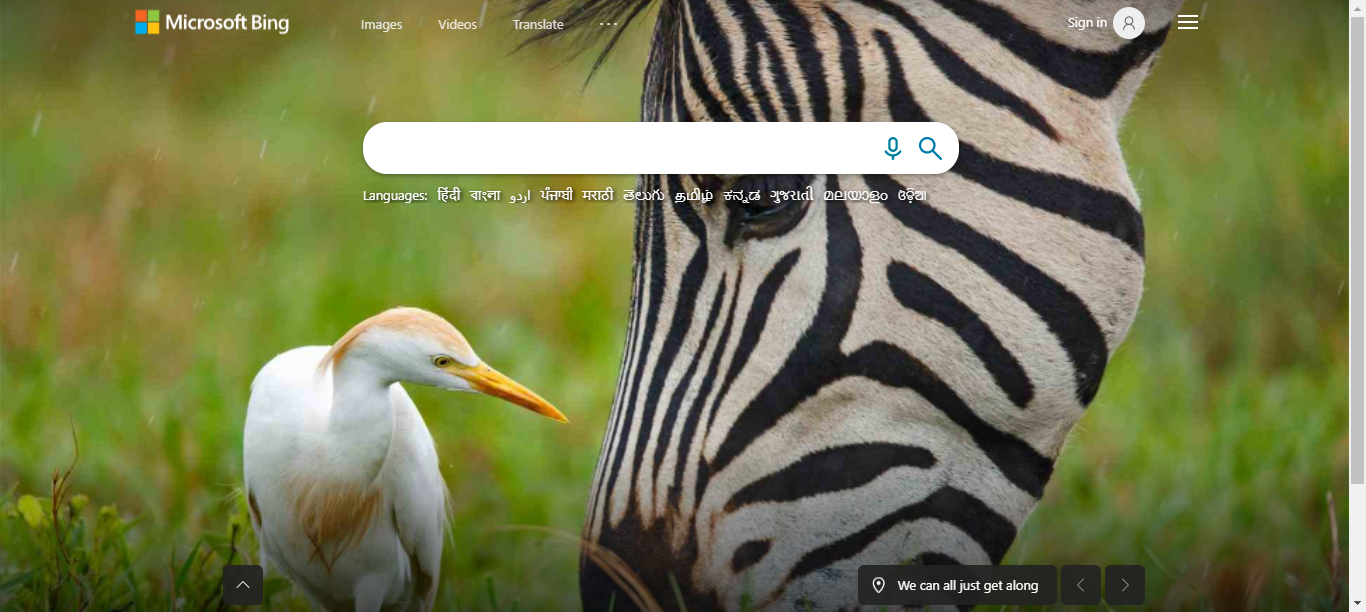 Microsoft Bing
Images Videos Translate ...
Sign in
Languages: हिंदी বাংলা اردو ਪੰਜਾਬੀ मराठी తెలుగు தமிழ் ಕನ್ನಡ ગુજરાતી മലയാളം ଓଡ଼ିଆ
We can all just get along